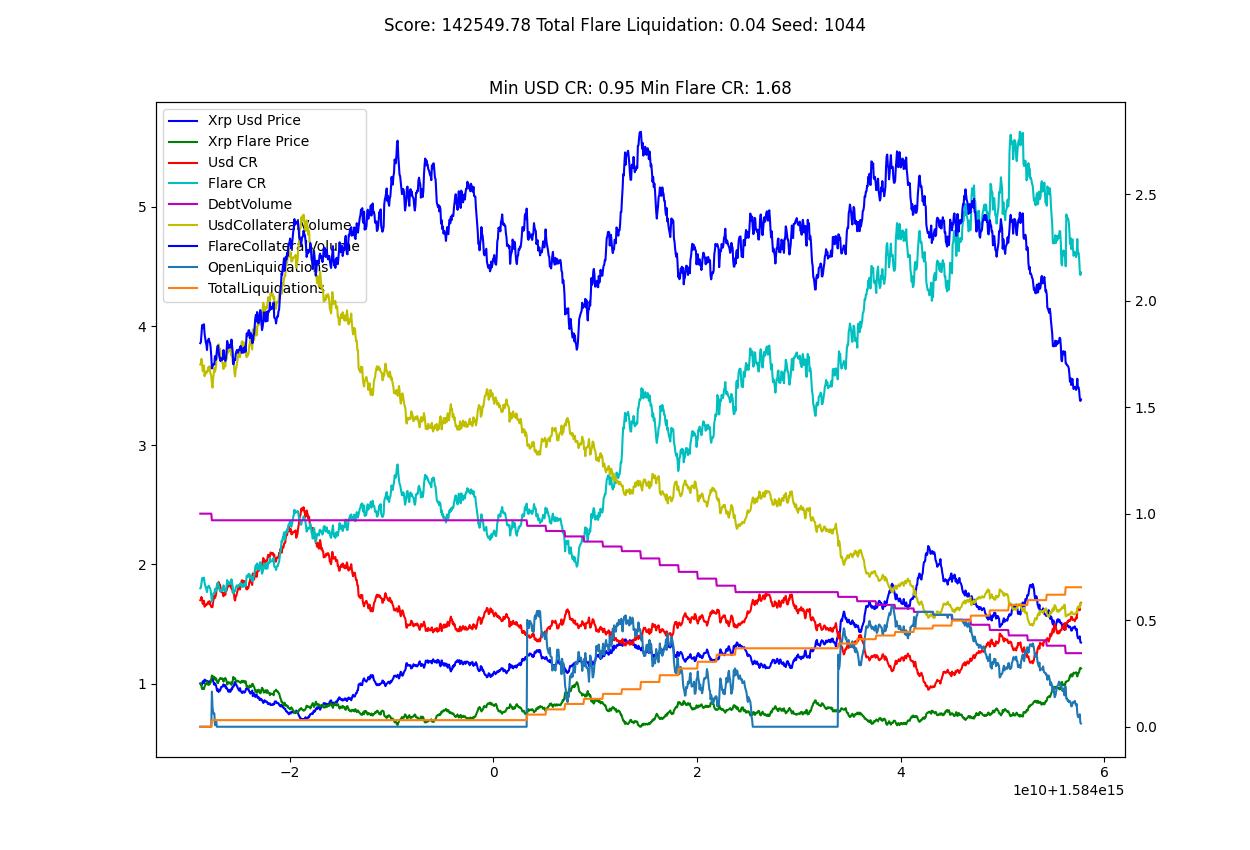 Score: 142549.78 Total Flare Liquidation: 0.04 Seed: 1044
Min USD CR: 0.95 Min Flare CR: 1.68
Xrp Usd Price
Xrp Flare Price
Usd CR
Flare CR
DebtVolume
UsdCollateralVolume
FlareCollateralVolume
OpenLiquidations
TotalLiquidations
5
4
3
2
1
2.5
2.0
1.5
1.0
0.5
0.0
−2
0
2
4
6
1e10+1.584e15